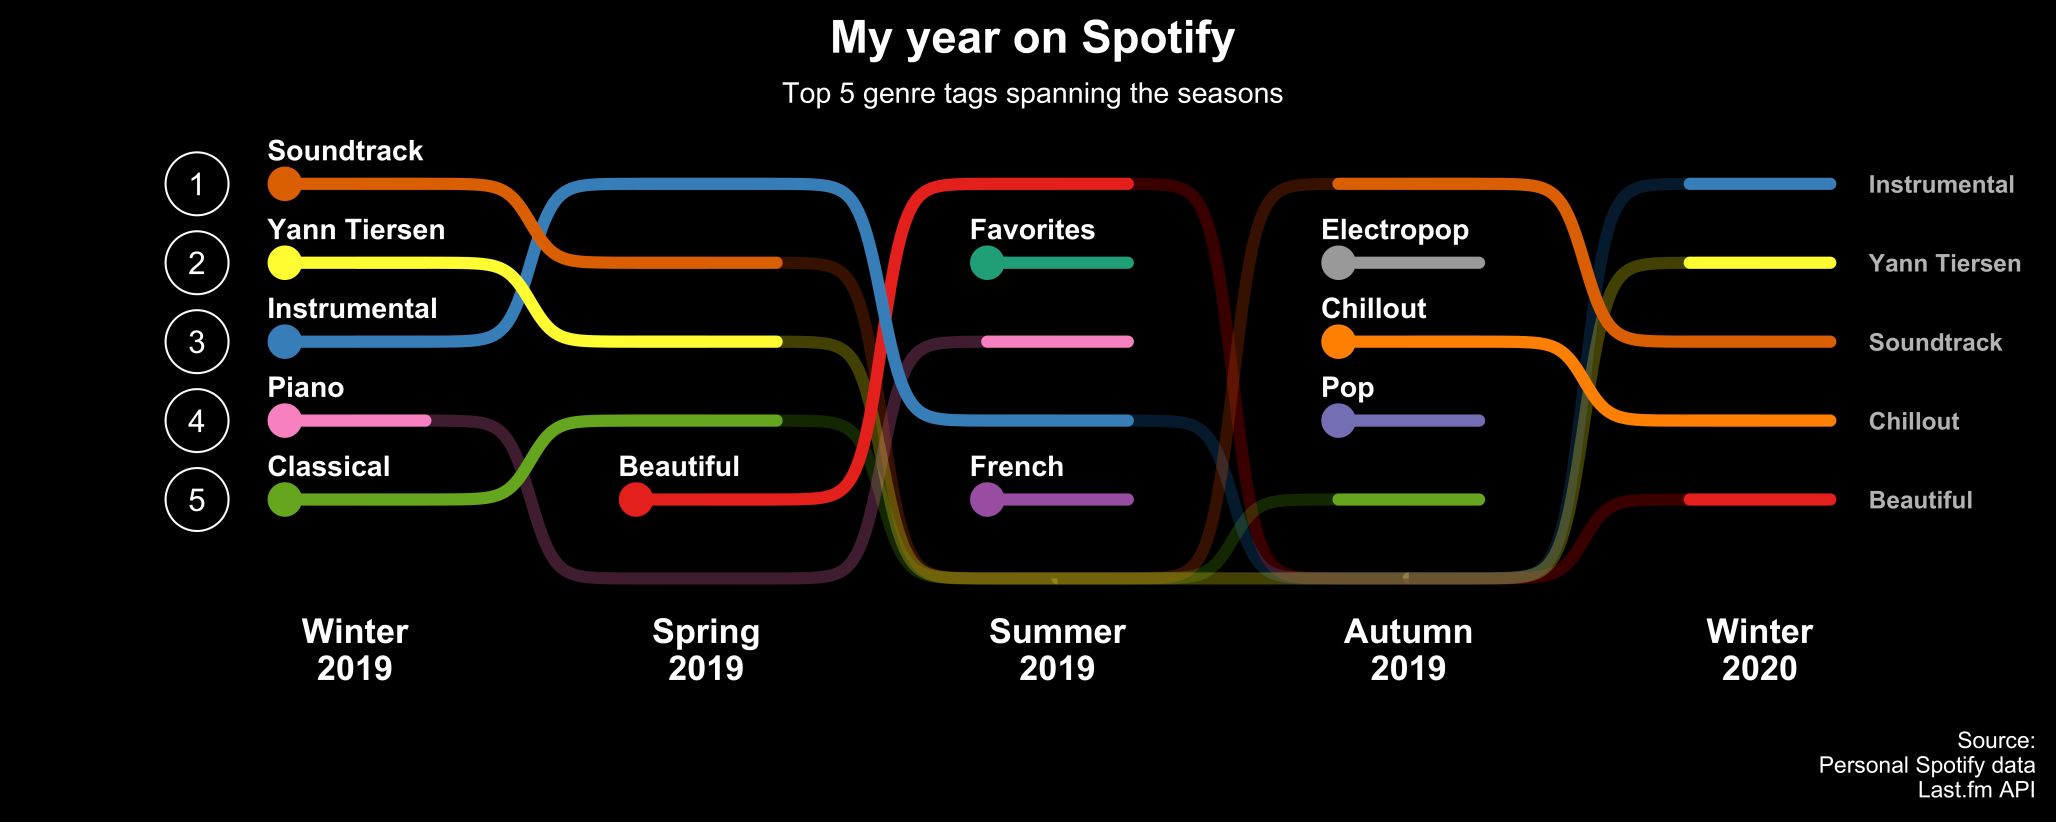 My year on Spotify
Top 5 genre tags spanning the seasons
Soundtrack
1
Instrumental
Yann Tiersen
Favorites
Electropop
2
Yann Tiersen
Instrumental
Chillout
3
Soundtrack
Piano
Pop
4
Chillout
Classical
Beautiful
French
5
Beautiful
Winter
2019
Spring
2019
Summer
2019
Autumn
2019
Winter
2020
Source:
Personal Spotify data
Last.fm API